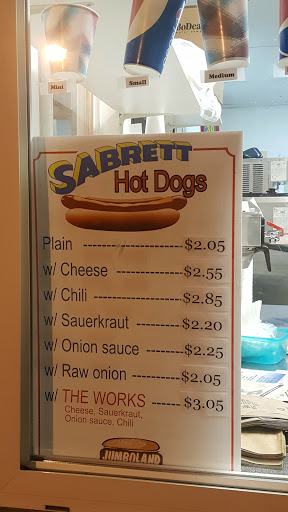 Mini
Small
Medium
SABRETT
Hot Dogs
Plain ------------------ $2.05
w/ Cheese ------------- $2.55
w/ Chili ----------------- $2.85
w/ Sauerkraut -------- $2.20
w/ Onion sauce ------ $2.25
w/ Raw onion -------- $2.05
w/ THE WORKS ----- $3.05
Cheese, Sauerkraut,
Onion sauce, Chili
JUMBOLAND